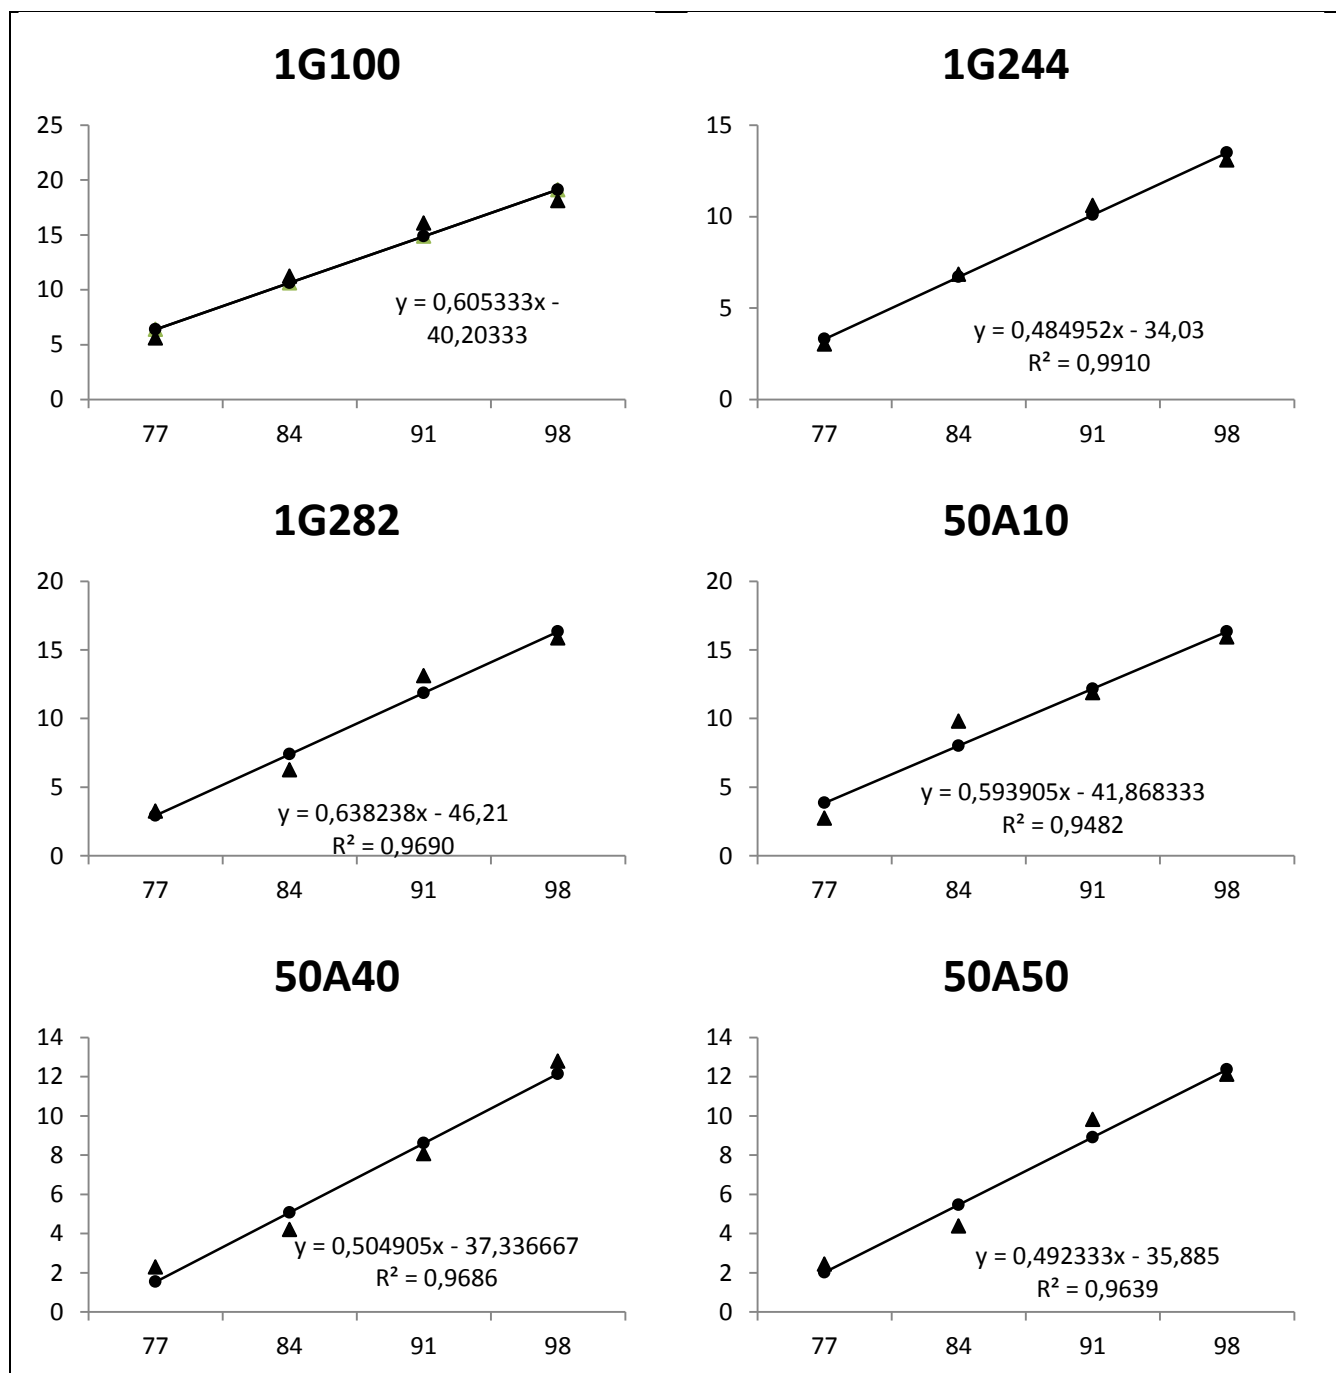 1G100
25
20
15
10
5
0
y = 0,605333x -
40,20333
77 84 91 98
1G244
15
10
5
0
y = 0,484952x - 34,03
R² = 0,9910
77 84 91 98
1G282
20
15
10
5
0
y = 0,638238x - 46,21
R² = 0,9690
77 84 91 98
50A10
20
15
10
5
0
y = 0,593905x - 41,868333
R² = 0,9482
77 84 91 98
50A40
14
12
10
8
6
4
2
0
y = 0,504905x - 37,336667
R² = 0,9686
77 84 91 98
50A50
14
12
10
8
6
4
2
0
y = 0,492333x - 35,885
R² = 0,9639
77 84 91 98